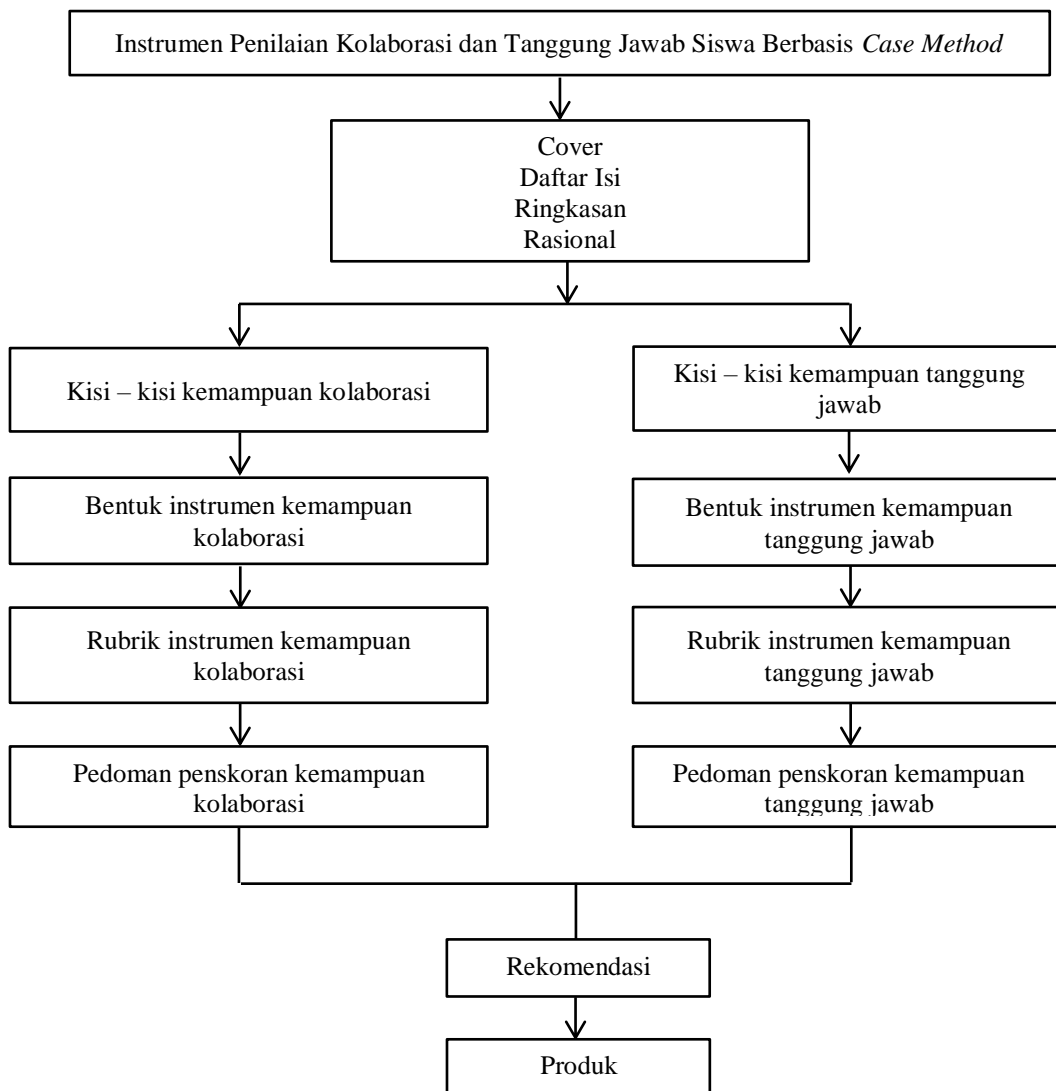 Instrumen Penilaian Kolaborasi dan Tanggung Jawab Siswa Berbasis Case Method
Cover
Daftar Isi
Ringkasan
Rasional
Kisi – kisi kemampuan kolaborasi
Kisi – kisi kemampuan tanggung
jawab
Bentuk instrumen kemampuan
kolaborasi
Bentuk instrumen kemampuan
tanggung jawab
Rubrik instrumen kemampuan
kolaborasi
Rubrik instrumen kemampuan
tanggung jawab
Pedoman penskoran kemampuan
kolaborasi
Pedoman penskoran kemampuan
tanggung jawab
Rekomendasi
Produk